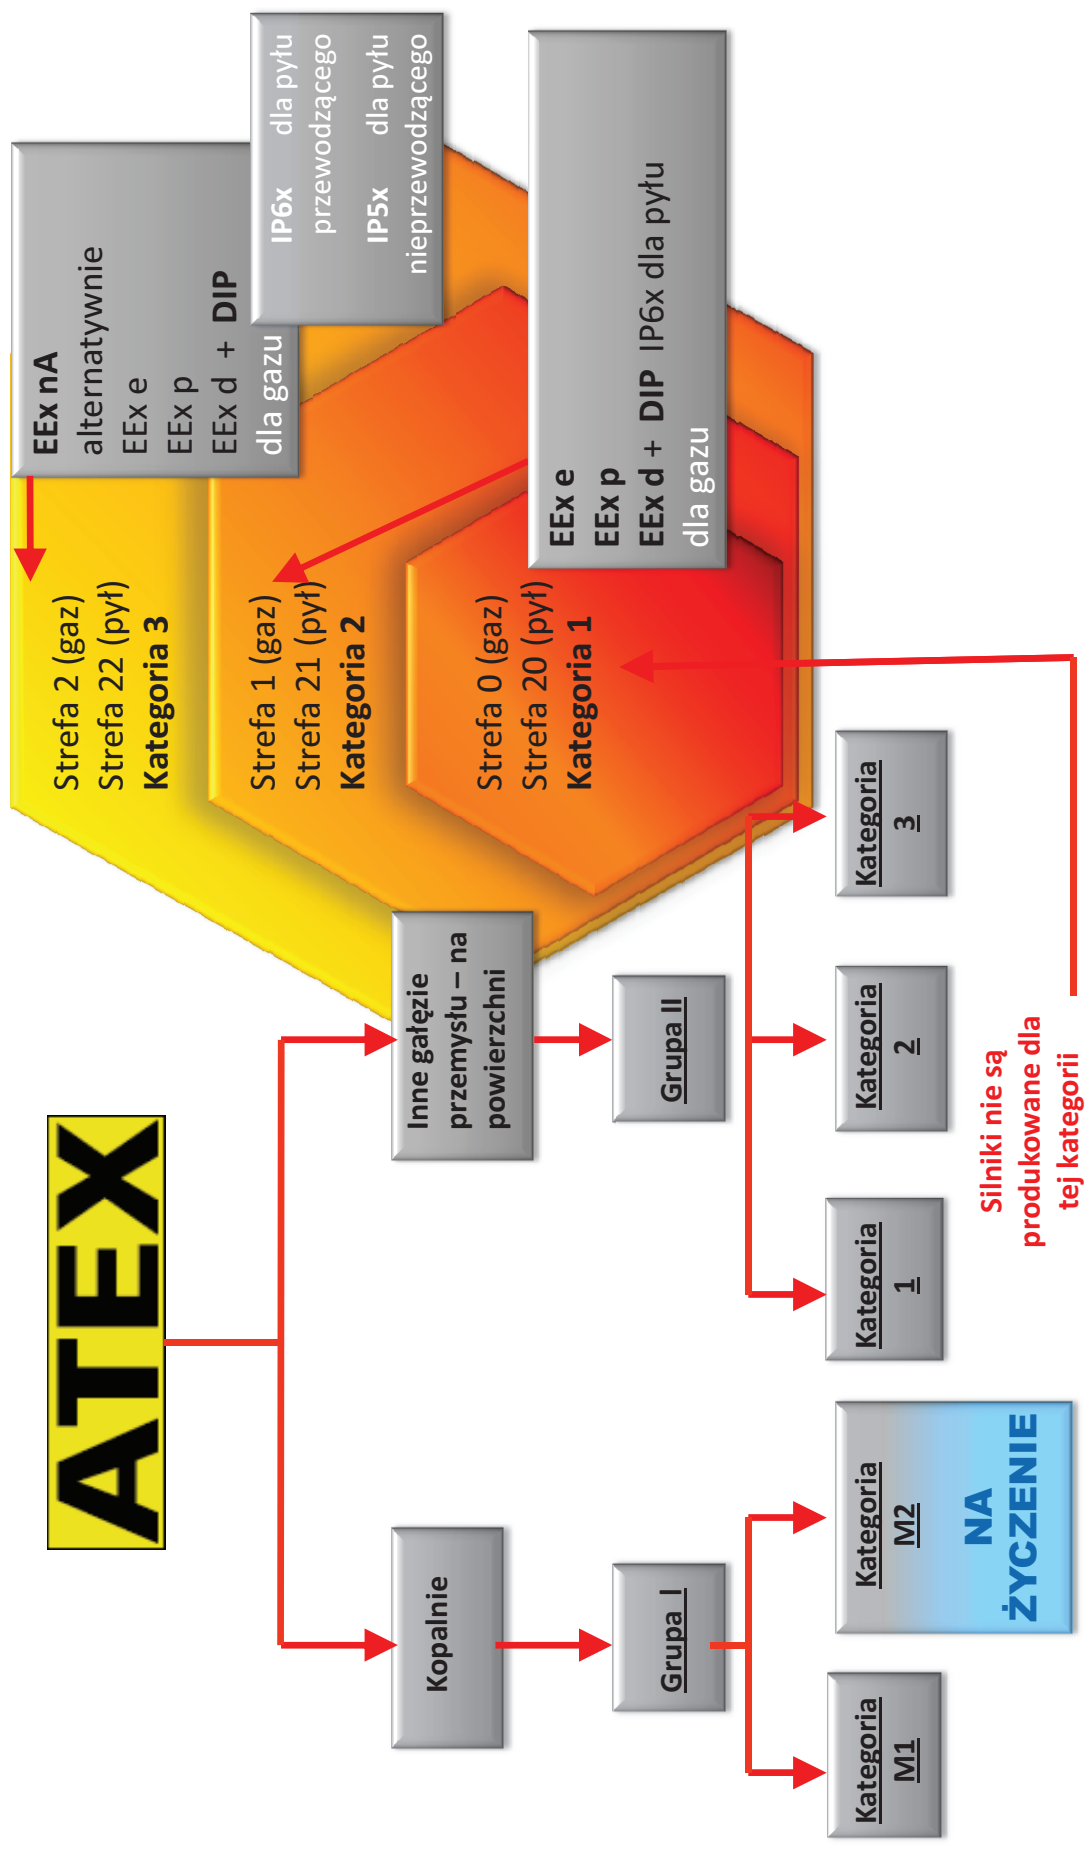 ATEX
Kopalnie
Grupa I
Kategoria
M1
Kategoria
M2
NA
ŻYCZENIE
Inne gałęzie
przemysłu – na
powierzchni
Grupa II
Kategoria
1
Kategoria
2
Kategoria
3
Silniki nie są
produkowane dla
tej kategorii
Strefa 2 (gaz)
Strefa 22 (pył)
Kategoria 3
Strefa 1 (gaz)
Strefa 21 (pył)
Kategoria 2
Strefa 0 (gaz)
Strefa 20 (pył)
Kategoria 1
EEx nA
alternatywnie
EEx e
EEx p
EEx d + DIP
dla gazu
IP6x dla pyłu
przewodzącego
IP5x dla pyłu
nieprzewodzącego
EEx e
EEx p
EEx d + DIP IP6x dla pyłu
dla gazu